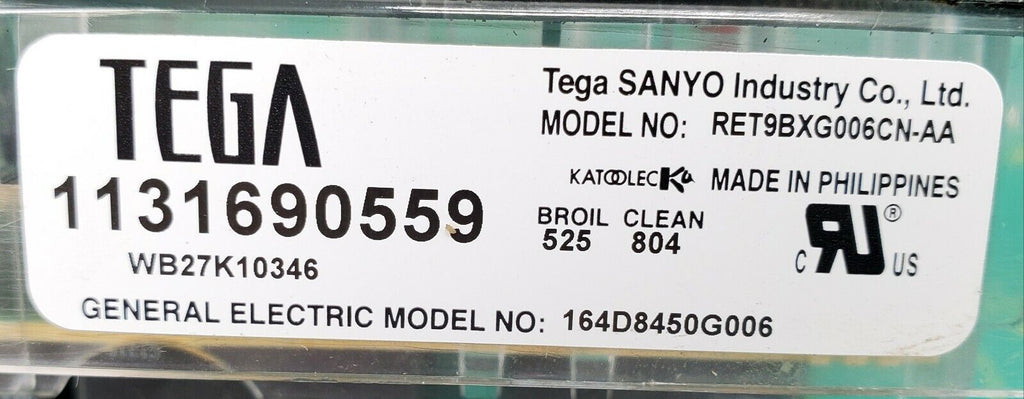 TEGA
1131690559
WB27K10346
Tega SANYO Industry Co., Ltd.
MODEL NO: RET9BXG006CN-AA
KATOOLEC MADE IN PHILIPPINES
BROIL CLEAN
525 804
C RU ® US
GENERAL ELECTRIC MODEL NO: 164D8450G006